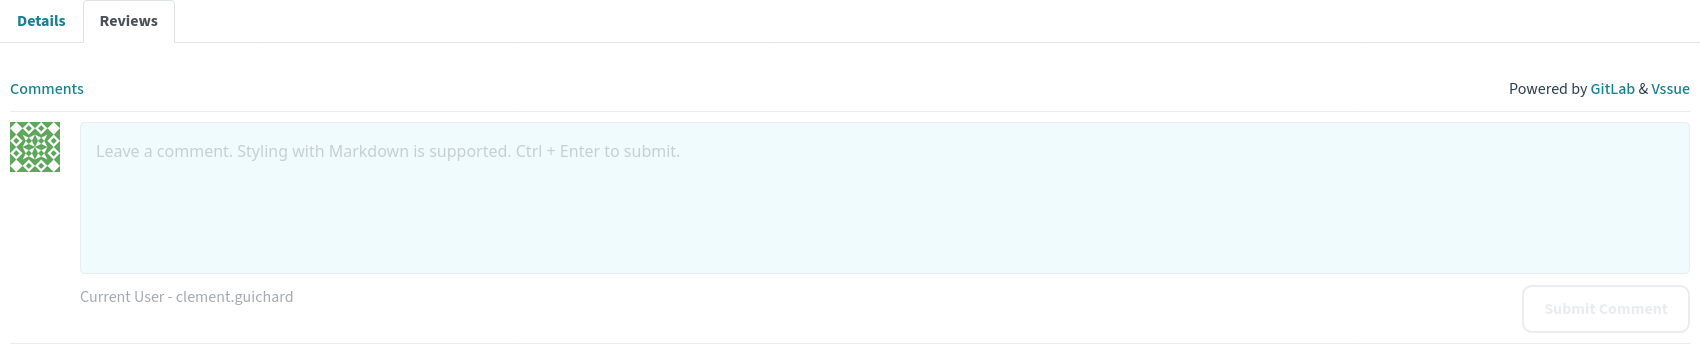 Details Reviews
Comments Powered by GitLab & Vssue
Leave a comment. Styling with Markdown is supported. Ctrl + Enter to submit.
Current User - clement.guichard
Submit Comment